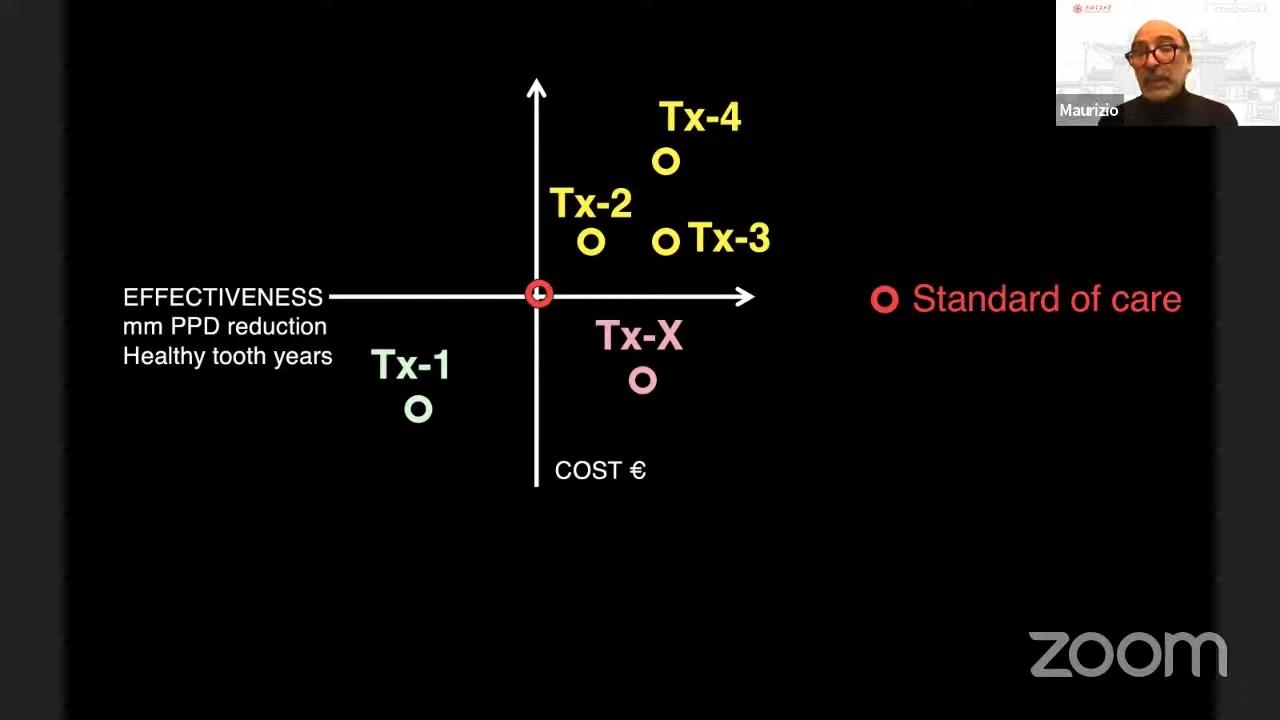 Maurizio
Tx-4
Tx-2
Tx-3
EFFECTIVENESS
mm PPD reduction
Healthy tooth years
Standard of care
Tx-X
Tx-1
COST €
zoom